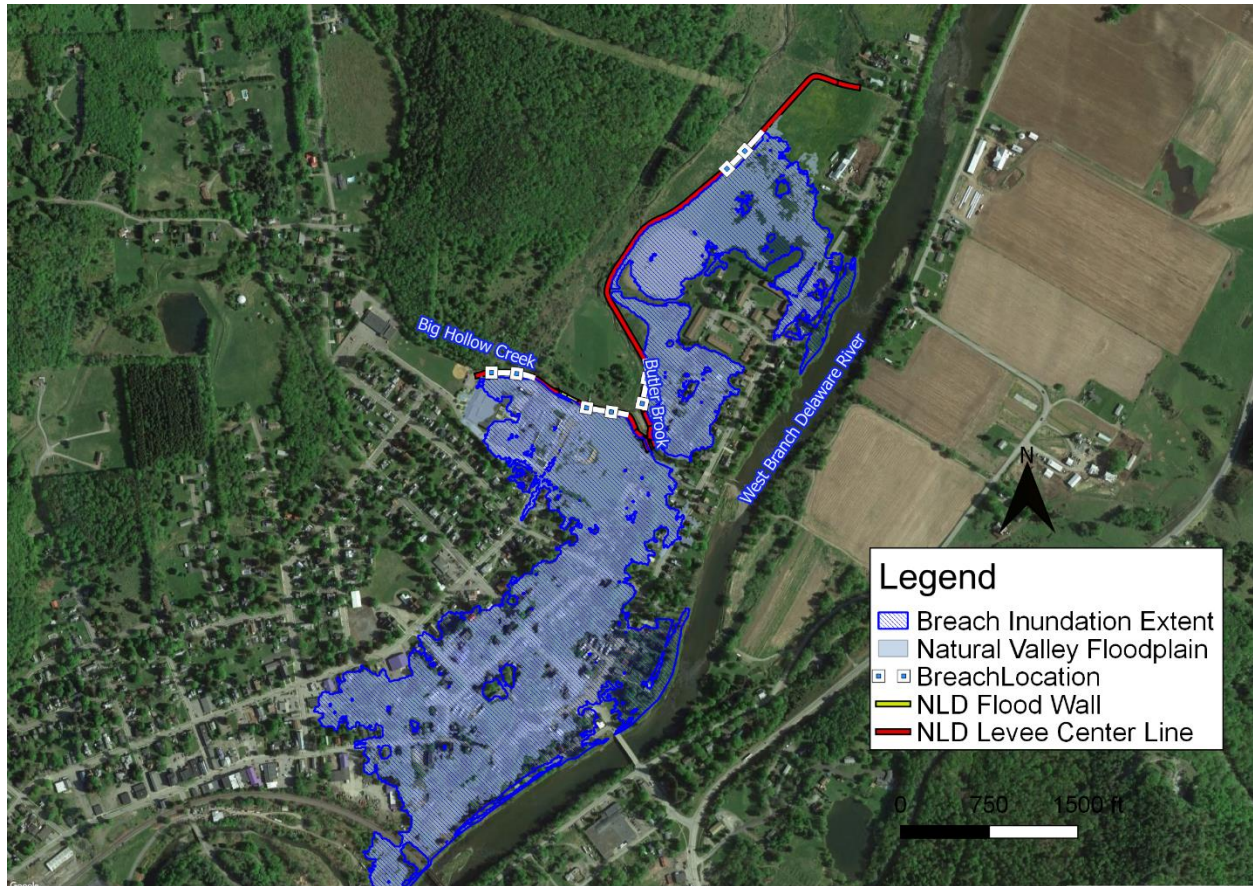 Big Hollow Creek
Butler Brook
West Branch Delaware River
N
Legend
Breach Inundation Extent
Natural Valley Floodplain
BreachLocation
NLD Flood Wall
NLD Levee Center Line
0 750 1500 ft
Google